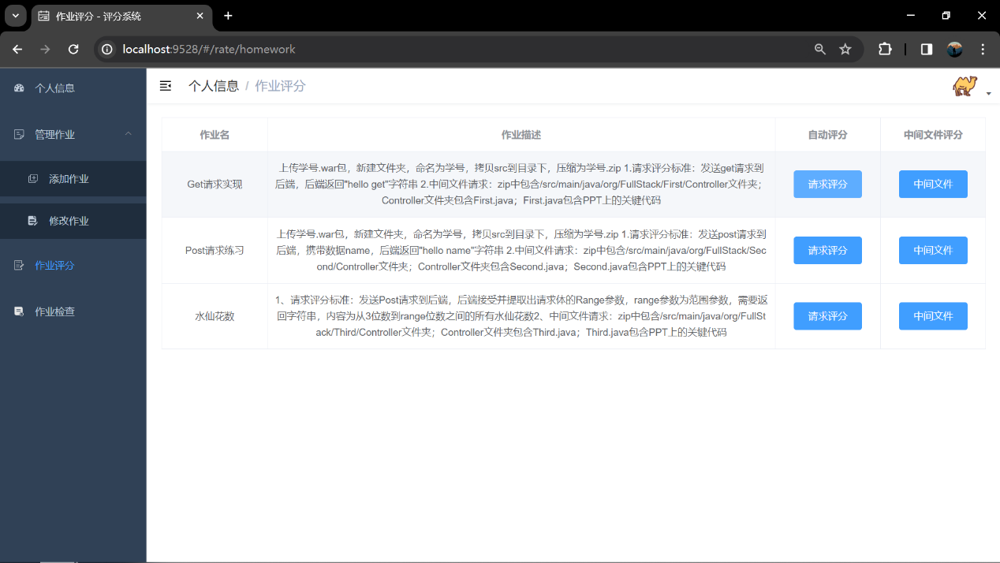 作业评分 - 评分系统
localhost:9528/#/rate/homework
个人信息
管理作业
添加作业
修改作业
作业评分
作业检查
个人信息 / 作业评分
作业名 作业描述 自动评分 中间文件评分
Get请求实现
上传学号.war包，新建文件夹，命名为学号，拷贝src到目录下，压缩为学号.zip 1.请求评分标准：发送get请求到
后端，后端返回"hello get"字符串 2.中间文件请求：zip中包含/src/main/java/org/FullStack/First/Controller文件夹；
Controller文件夹包含First.java；First.java包含PPT上的关键代码
请求评分 中间文件
Post请求练习
上传学号.war包，新建文件夹，命名为学号，拷贝src到目录下，压缩为学号.zip 1.请求评分标准：发送post请求到
后端，携带数据name，后端返回"hello name"字符串 2.中间文件请求：zip中包含/src/main/java/org/FullStack/Sec
ond/Controller文件夹；Controller文件夹包含Second.java；Second.java包含PPT上的关键代码
请求评分 中间文件
水仙花数
1、请求评分标准：发送Post请求到后端，后端接受并提取出请求体的Range参数，range参数为范围参数，需要返
回字符串，内容为从3位数到range位数之间的所有水仙花数2、中间文件请求：zip中包含/src/main/java/org/FullSt
ack/Third/Controller文件夹；Controller文件夹包含Third.java；Third.java包含PPT上的关键代码
请求评分 中间文件